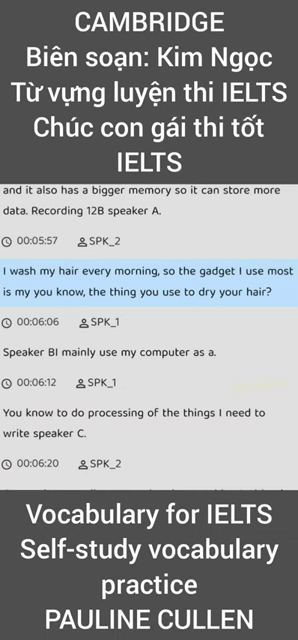 CAMBRIDGE
Biên soạn: Kim Ngọc
Từ vựng luyện thi IELTS
Chúc con gái thi tốt
IELTS
and it also has a bigger memory so it can store more
data. Recording 12B speaker A.
00:05:57 SPK_2
I wash my hair every morning, so the gadget I use most
is my you know, the thing you use to dry your hair?
00:06:06 SPK_1
Speaker BI mainly use my computer as a.
00:06:12 SPK_1
You know to do processing of the things I need to
write speaker C.
00:06:20 SPK_2
Vocabulary for IELTS
Self-study vocabulary
practice
PAULINE CULLEN